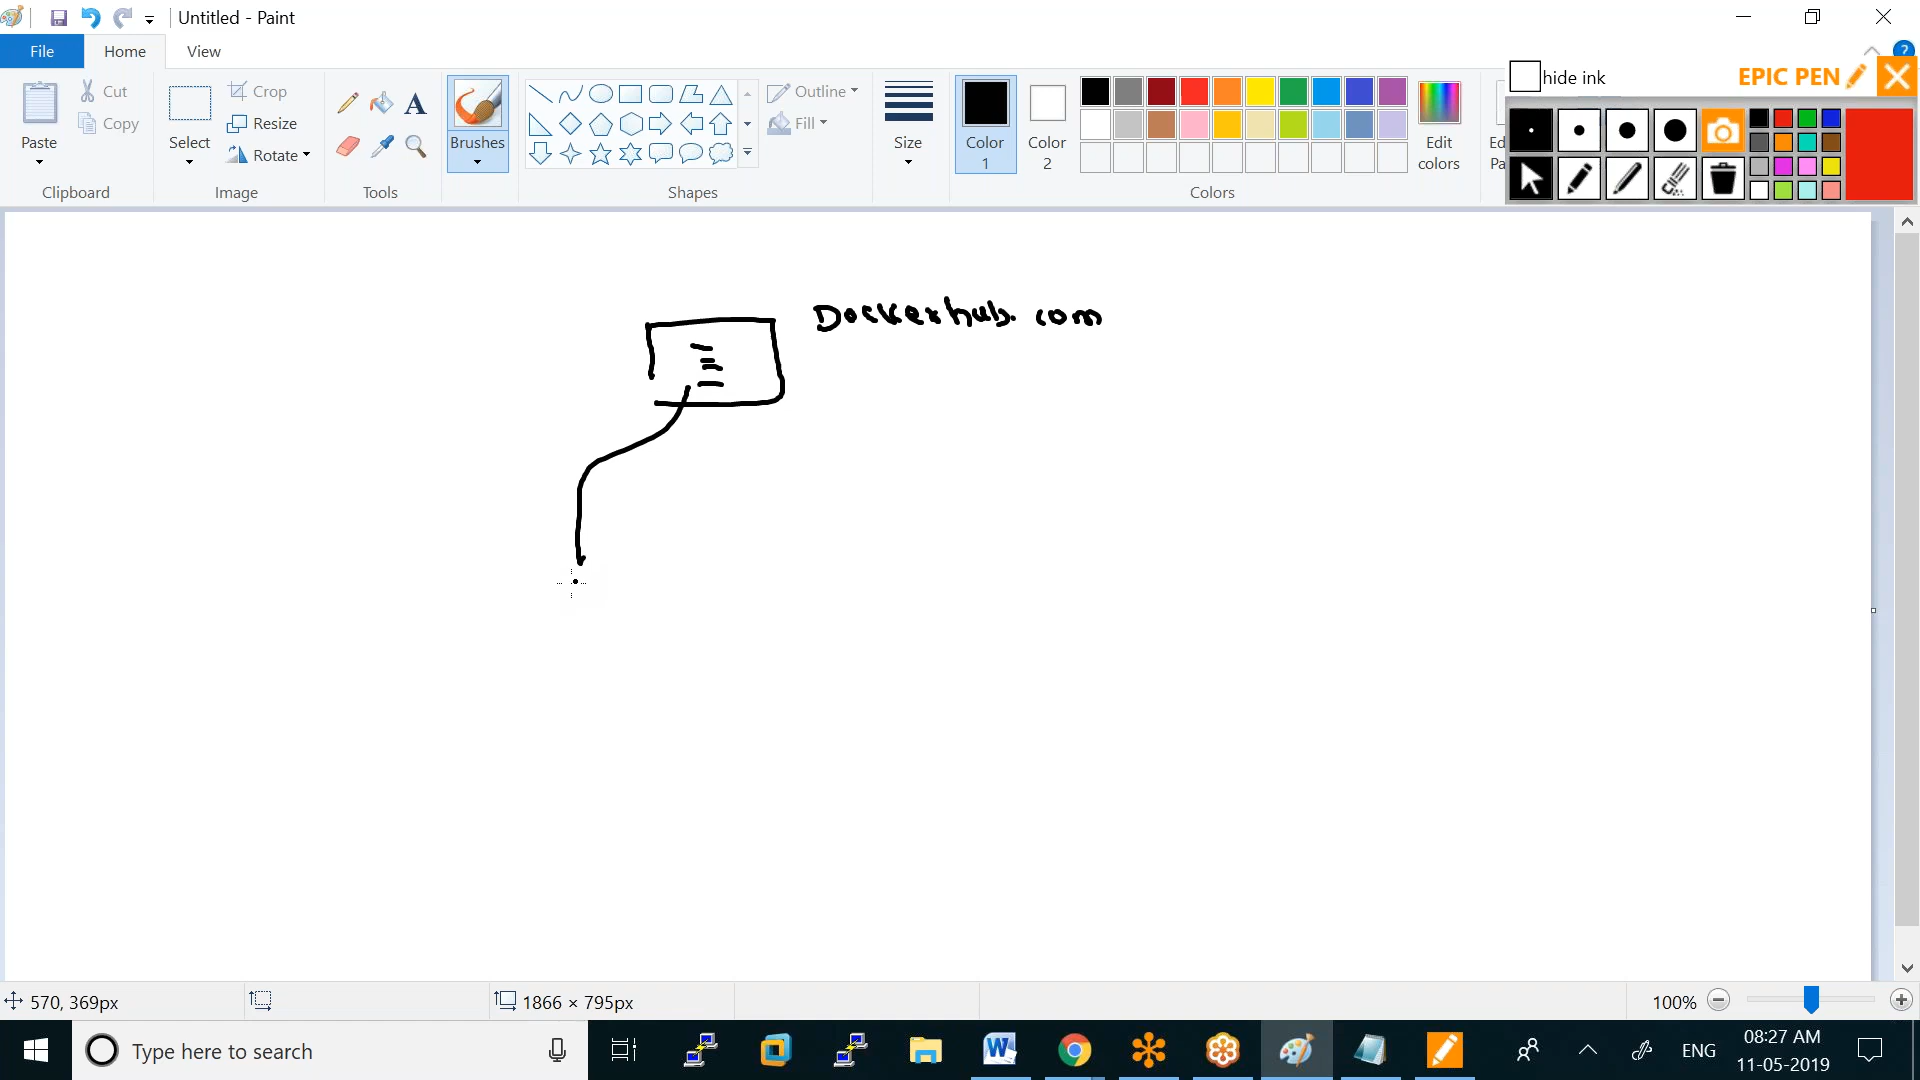 Untitled - Paint
File Home View
hide ink EPIC PEN
Paste Cut Copy Clipboard
Select Crop Resize Rotate Image
Tools
Brushes
Outline Fill Shapes
Size
Color 1
Color 2
Edit colors
Colors
Dockerhub.com
570, 369px
1866 × 795px
100%
Type here to search
ENG
08:27 AM
11-05-2019